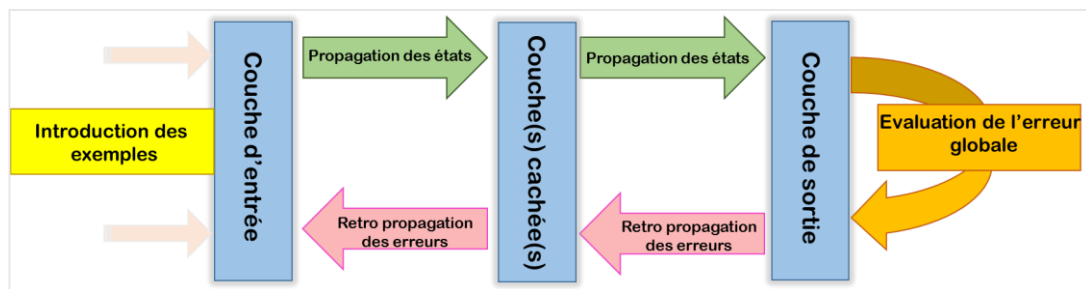 Introduction des
exemples
Couche d'entrée
Propagation des états
Couche(s) cachée(s)
Propagation des états
Couche de sortie
Evaluation de l'erreur
globale
Retro propagation
des erreurs
Retro propagation
des erreurs